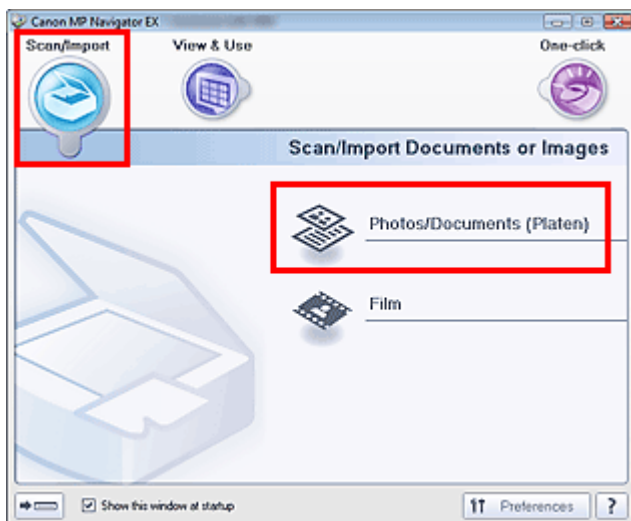 Canon MP Navigator EX
Scan/Import View & Use One-click
Scan/Import Documents or Images
Photos/Documents (Platen)
Film
Show this window at startup Preferences ?